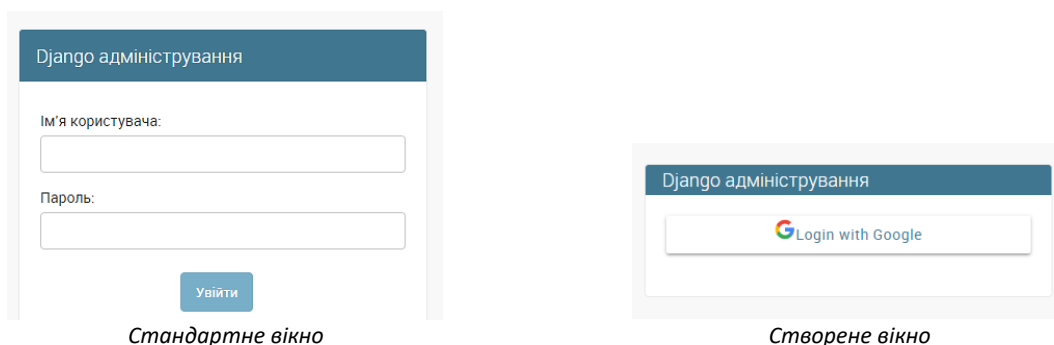 Django адміністрування
Ім'я користувача:
Пароль:
Увійти
Стандартне вікно
Django адміністрування
Login with Google
Створене вікно